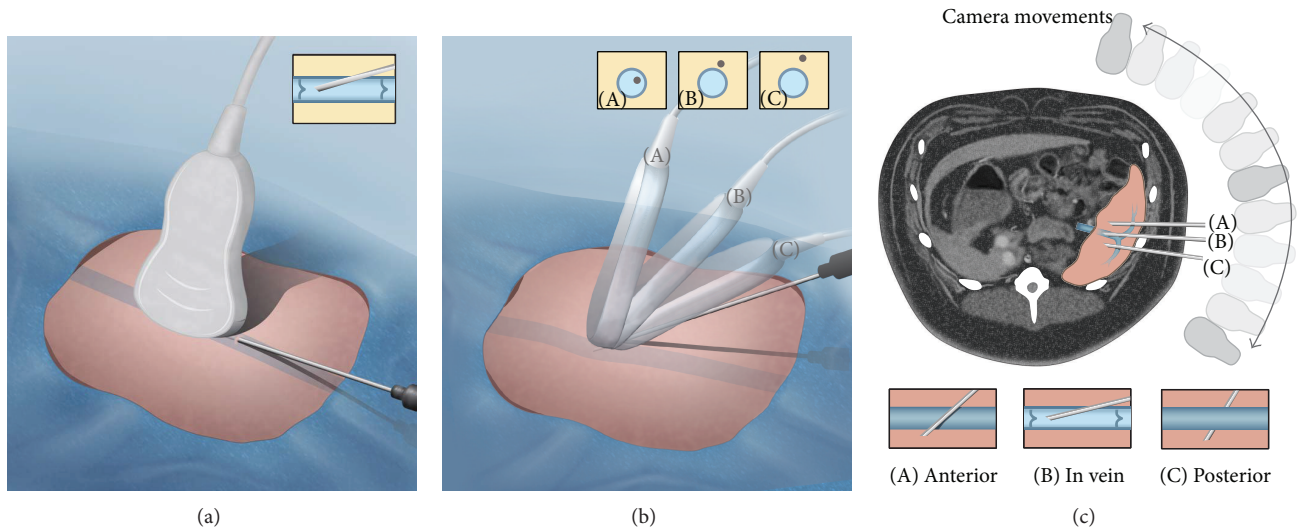 Camera movements
(A)
(B)
(C)
(A)
(B)
(C)
(A)
(B)
(C)
(A) Anterior
(B) In vein
(C) Posterior
(a)
(b)
(c)